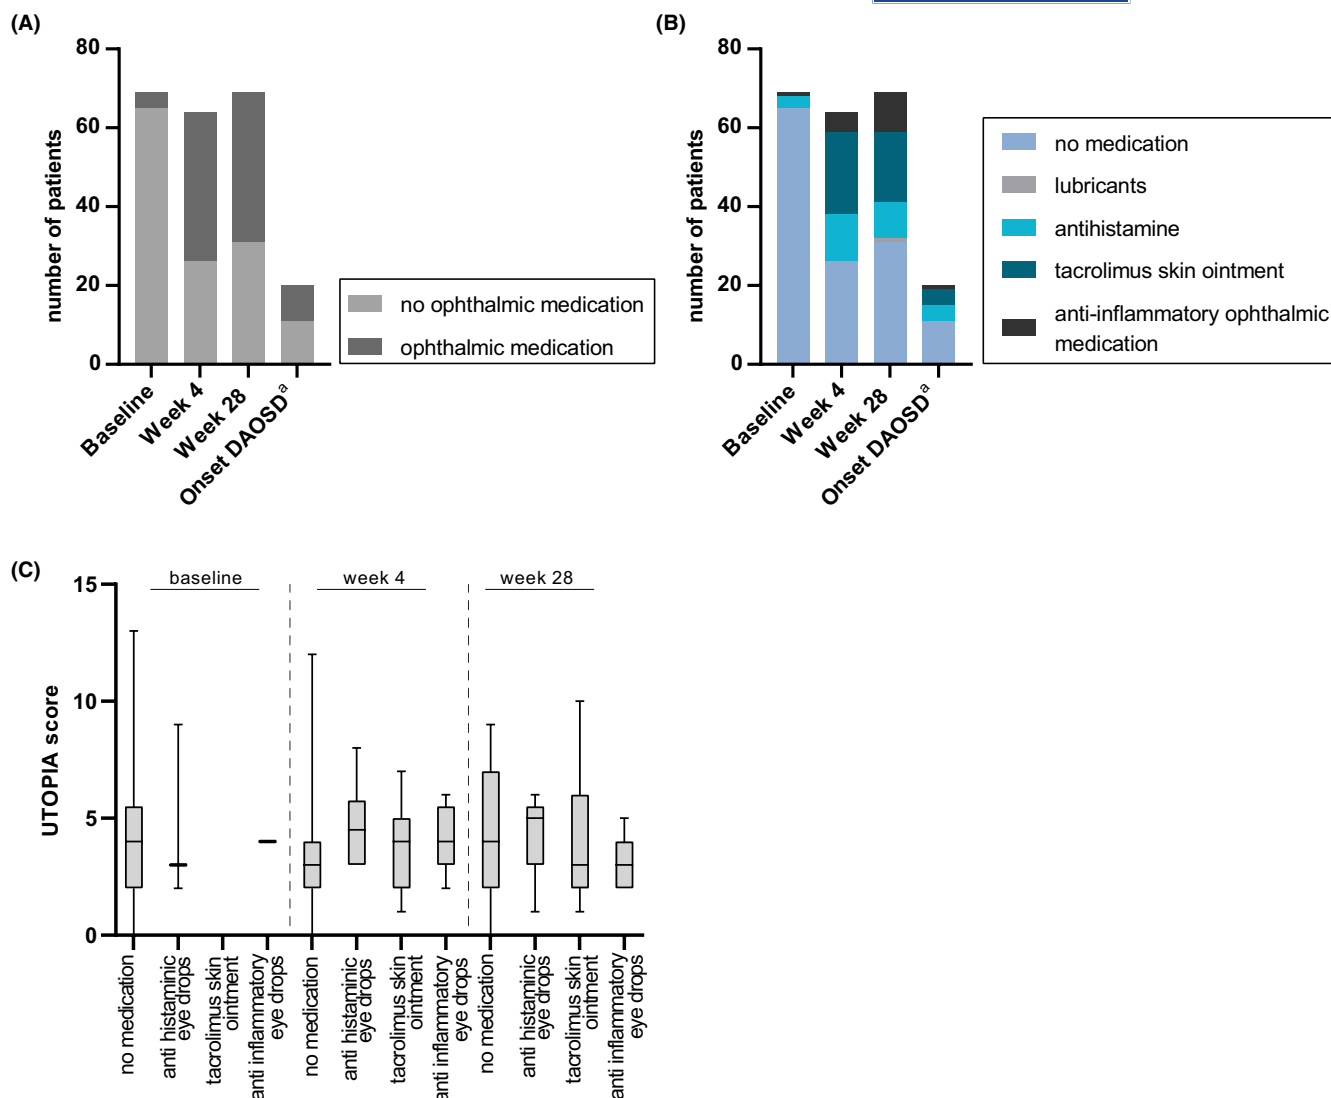 (A)
80
60
40
20
0
number of patients
Baseline
Week 4
Week 28
Onset DAOSDa
no ophthalmic medication
ophthalmic medication
(B)
80
60
40
20
0
number of patients
Baseline
Week 4
Week 28
Onset DAOSDa
no medication
lubricants
antihistamine
tacrolimus skin ointment
anti-inflammatory ophthalmic
medication
(C)
15
10
5
0
UTOPIA score
baseline
week 4
week 28
no medication
anti histaminic
eye drops
tacrolimus skin
ointment
anti inflammatory
eye drops
no medication
anti histaminic
eye drops
tacrolimus skin
ointment
anti inflammatory
eye drops
no medication
anti histaminic
eye drops
tacrolimus skin
ointment
anti inflammatory
eye drops